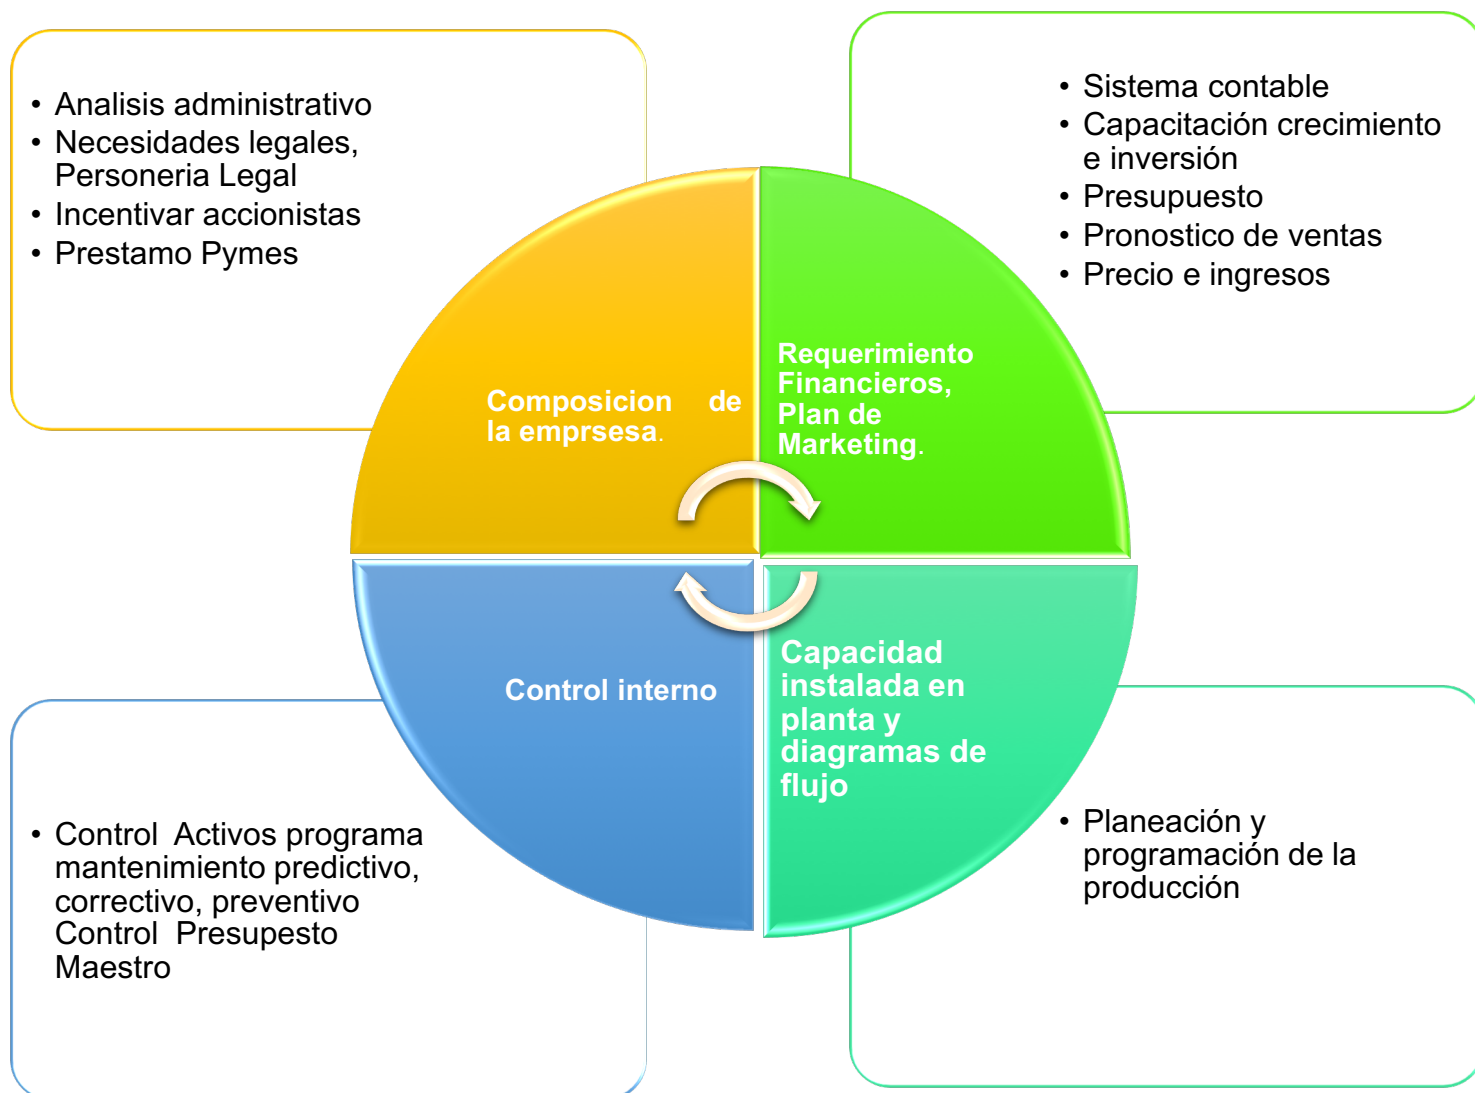 • Analisis administrativo
• Necesidades legales,
Personeria Legal
• Incentivar accionistas
• Prestamo Pymes
• Sistema contable
• Capacitación crecimiento
e inversión
• Presupuesto
• Pronostico de ventas
• Precio e ingresos
Composicion de
la emprsesa.
Requerimiento
Financieros,
Plan de
Marketing.
Control interno
Capacidad
instalada en
planta y
diagramas de
flujo
• Control Activos programa
mantenimiento predictivo,
correctivo, preventivo
Control Presupesto
Maestro
• Planeación y
programación de la
producción